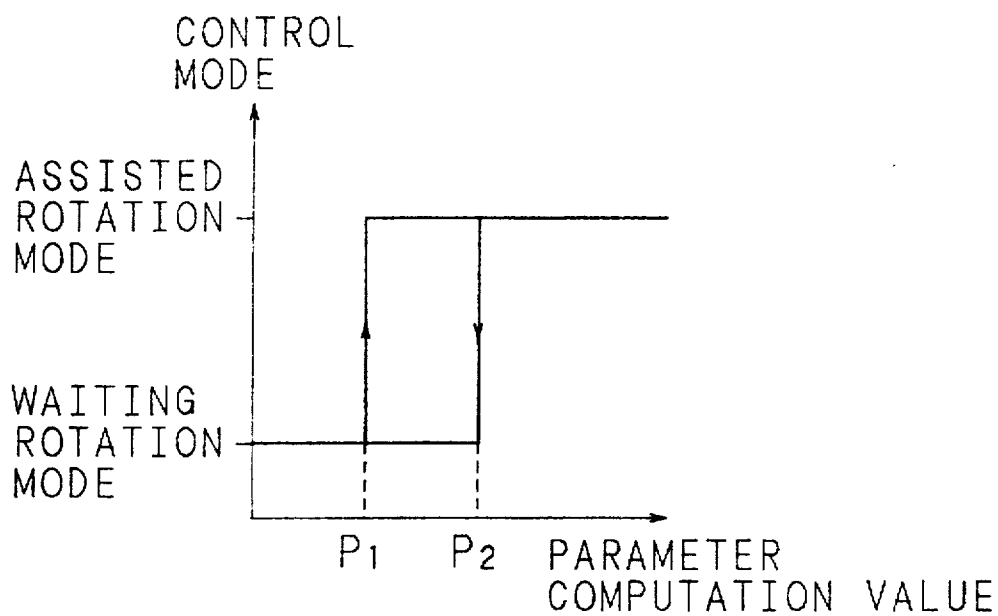 CONTROL
MODE
ASSISTED
ROTATION
MODE
WAITING
ROTATION
MODE
P1
P2
PARAMETER
COMPUTATION VALUE